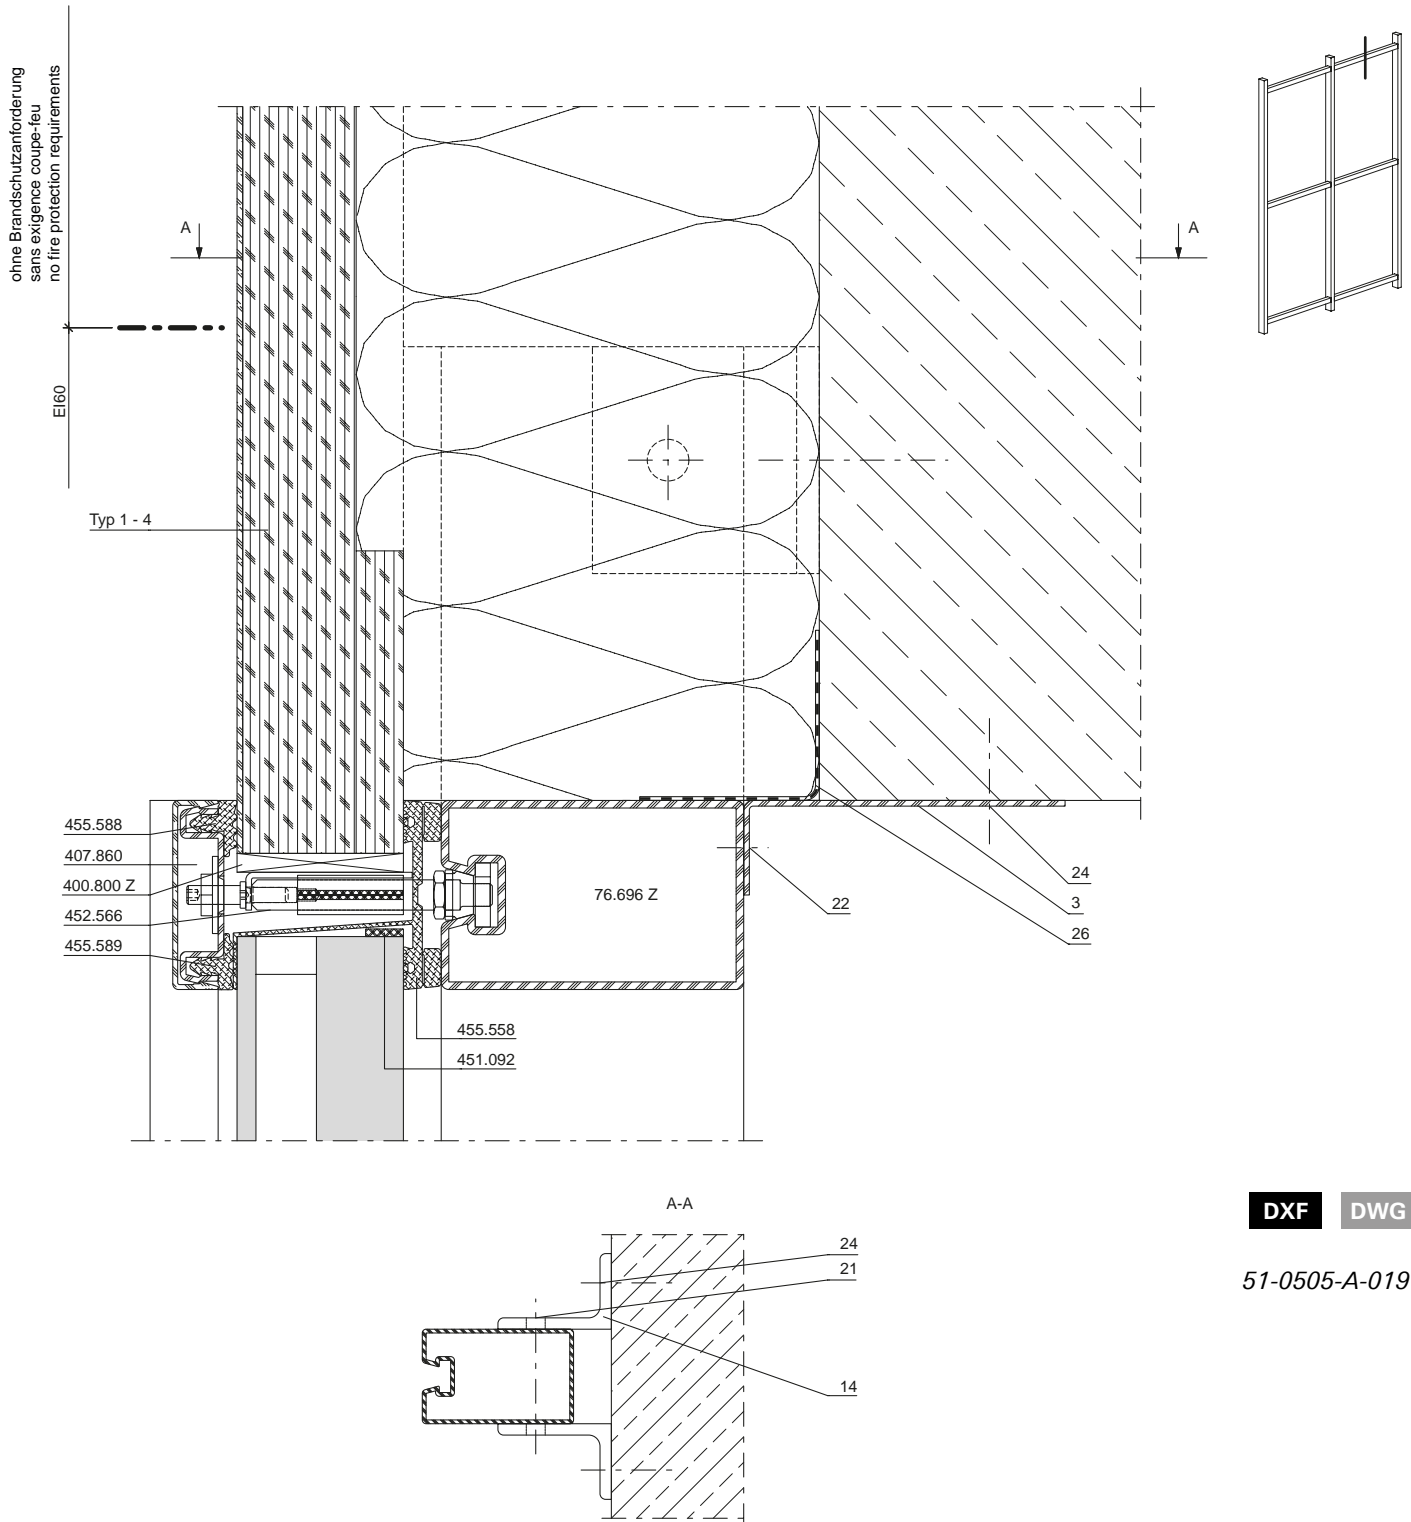 ohne Brandschutzanforderung
sans exigence coupe-feu
no fire protection requirements
A
A
EI60
Typ 1 - 4
455.588
407.860
400.800 Z
452.566
455.589
76.696 Z
22
24
3
26
455.558
451.092
A-A
24
21
14
DXF
DWG
51-0505-A-019